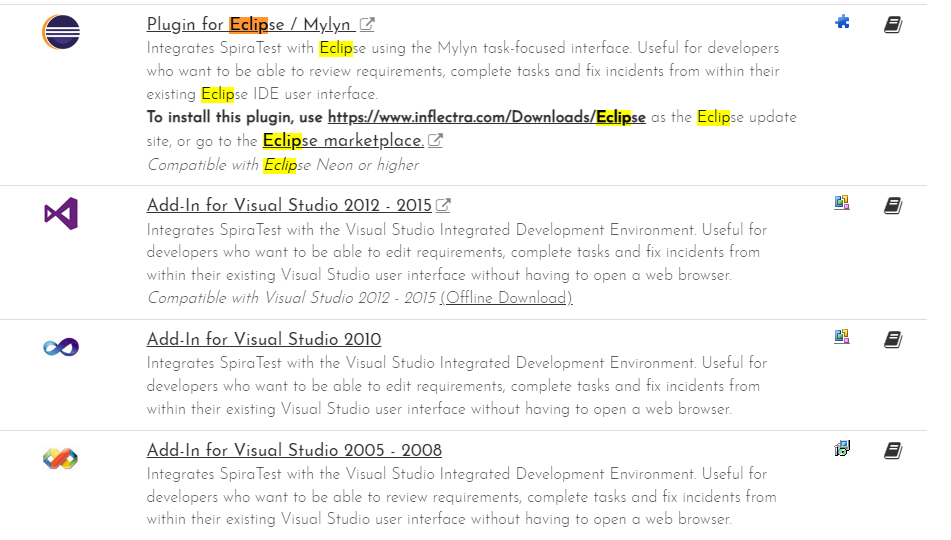 Plugin for Eclipse / Mylyn
Integrates SpiraTest with Eclipse using the Mylyn task-focused interface. Useful for developers
who want to be able to review requirements, complete tasks and fix incidents from within their
existing Eclipse IDE user interface.
To install this plugin, use https://www.inflectra.com/Downloads/Eclipse as the Eclipse update
site, or go to the Eclipse marketplace.
Compatible with Eclipse Neon or higher
Add-In for Visual Studio 2012 - 2015
Integrates SpiraTest with the Visual Studio Integrated Development Environment. Useful for
developers who want to be able to edit requirements, complete tasks and fix incidents from
within their existing Visual Studio user interface without having to open a web browser.
Compatible with Visual Studio 2012 - 2015 (Offline Download)
Add-In for Visual Studio 2010
Integrates SpiraTest with the Visual Studio Integrated Development Environment. Useful for
developers who want to be able to edit requirements, complete tasks and fix incidents from
within their existing Visual Studio user interface without having to open a web browser.
Add-In for Visual Studio 2005 - 2008
Integrates SpiraTest with the Visual Studio Integrated Development Environment. Useful for
developers who want to be able to review requirements, complete tasks and fix incidents from
within their existing Visual Studio user interface without having to open a web browser.